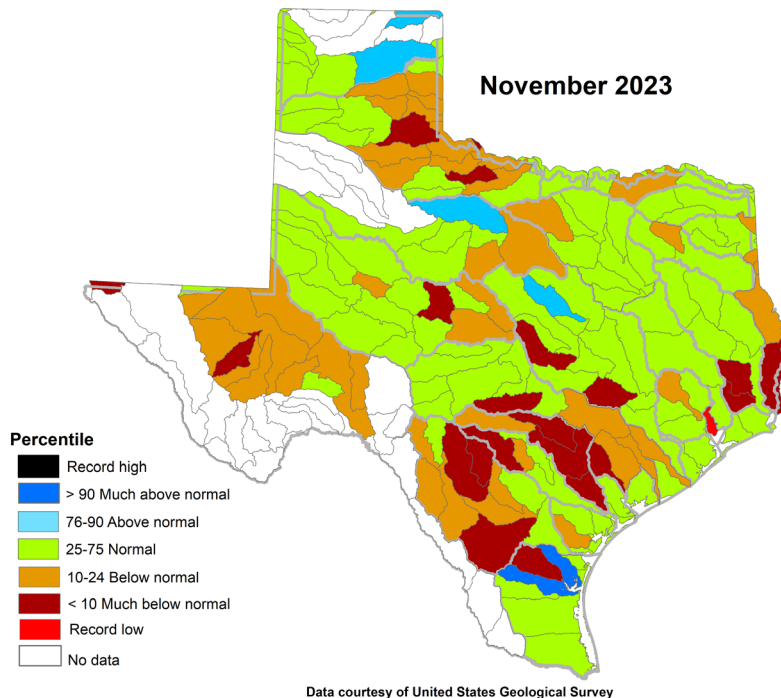 November 2023
Percentile
Record high
> 90 Much above normal
76-90 Above normal
25-75 Normal
10-24 Below normal
< 10 Much below normal
Record low
No data
Data courtesy of United States Geological Survey